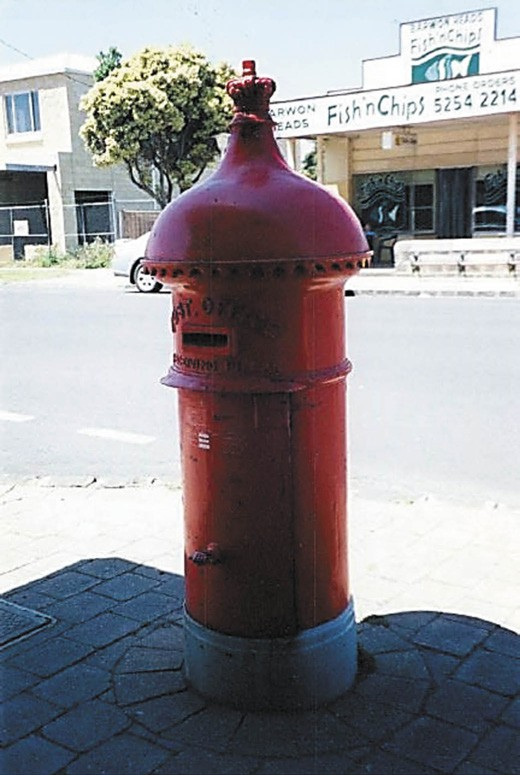 BARWON HEADS
Fish'n Chips
BARWON HEADS
Fish'n Chips
PHONE ORDERS
5254 2214
POST OFFICE